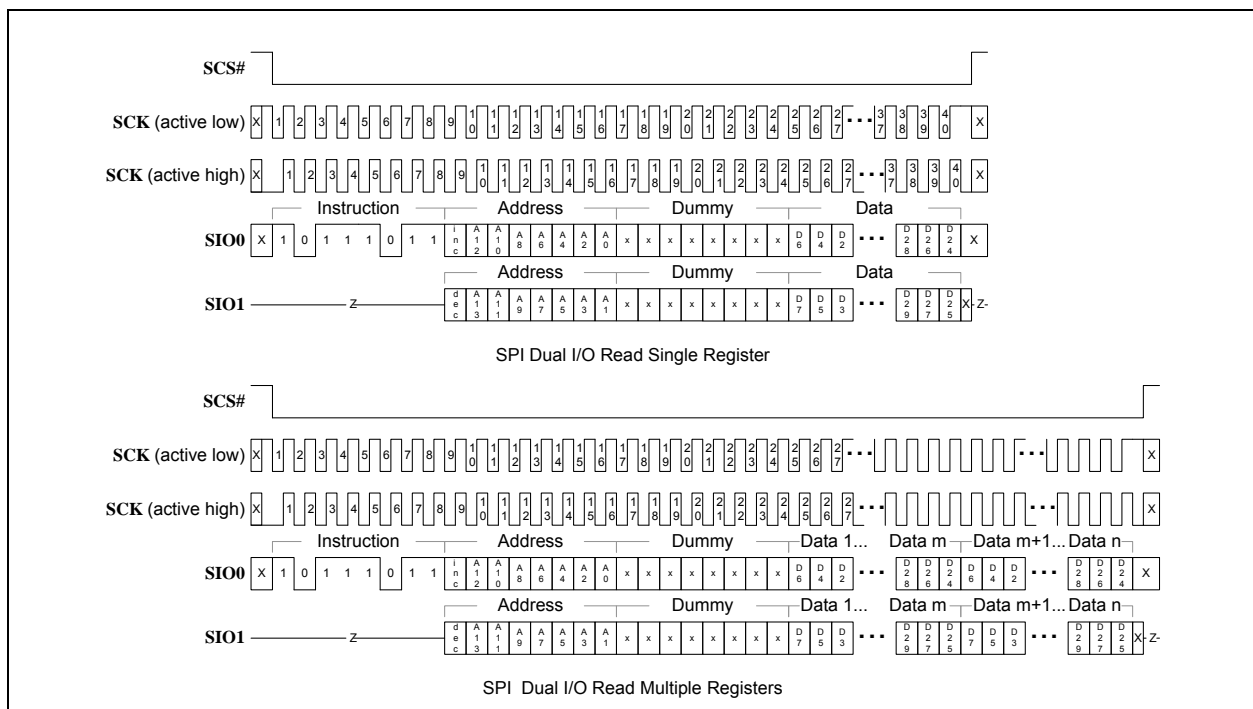 SCS#
SCK (active low) X 1 2 3 4 5 6 7 8 9 10 11 12 13 14 15 16 17 18 19 20 21 22 23 24 25 26 27 ... 37 38 39 40 X
SCK (active high) X 1 2 3 4 5 6 7 8 9 10 11 12 13 14 15 16 17 18 19 20 21 22 23 24 25 26 27 ... 37 38 39 40 X
Instruction Address Dummy Data
SIO0 X 1 0 1 1 1 0 1 1 inc A12 A10 A8 A6 A4 A2 A0 x x x x x x x x D6 D4 D2 ... D28 D26 D24 X
Address Dummy Data
SIO1 Z dec A13 A11 A9 A7 A5 A3 A1 x x x x x x x x D7 D5 D3 ... D29 D27 D25 X -Z-
SPI Dual I/O Read Single Register
SCS#
SCK (active low) X 1 2 3 4 5 6 7 8 9 10 11 12 13 14 15 16 17 18 19 20 21 22 23 24 25 26 27 ... ... X
SCK (active high) X 1 2 3 4 5 6 7 8 9 10 11 12 13 14 15 16 17 18 19 20 21 22 23 24 25 26 27 ... ... X
Instruction Address Dummy Data 1... Data m Data m+1... Data n
SIO0 X 1 0 1 1 1 0 1 1 inc A12 A10 A8 A6 A4 A2 A0 x x x x x x x x D6 D4 D2 ... D28 D26 D24 D6 D4 D2 ... D28 D26 D24 X
Address Dummy Data 1... Data m Data m+1... Data n
SIO1 Z dec A13 A11 A9 A7 A5 A3 A1 x x x x x x x x D7 D5 D3 ... D29 D27 D25 D7 D5 D3 ... D29 D27 D25 X -Z-
SPI Dual I/O Read Multiple Registers